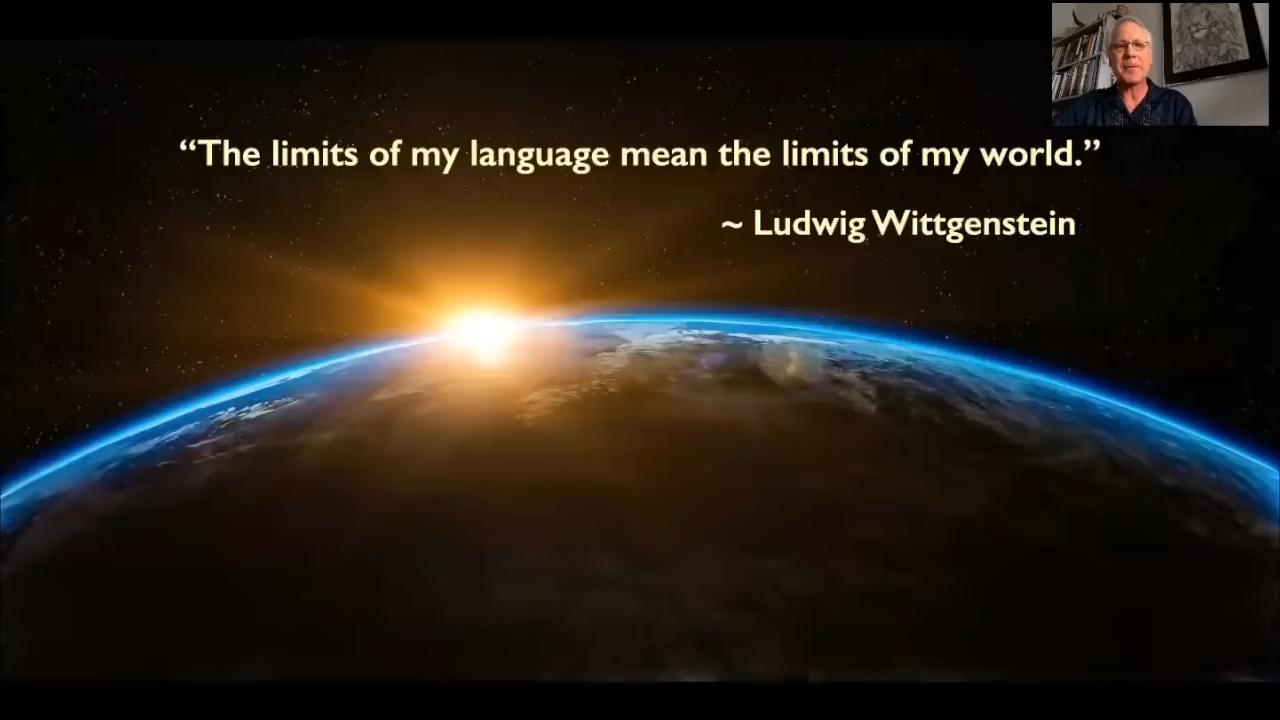 “The limits of my language mean the limits of my world.”
~ Ludwig Wittgenstein